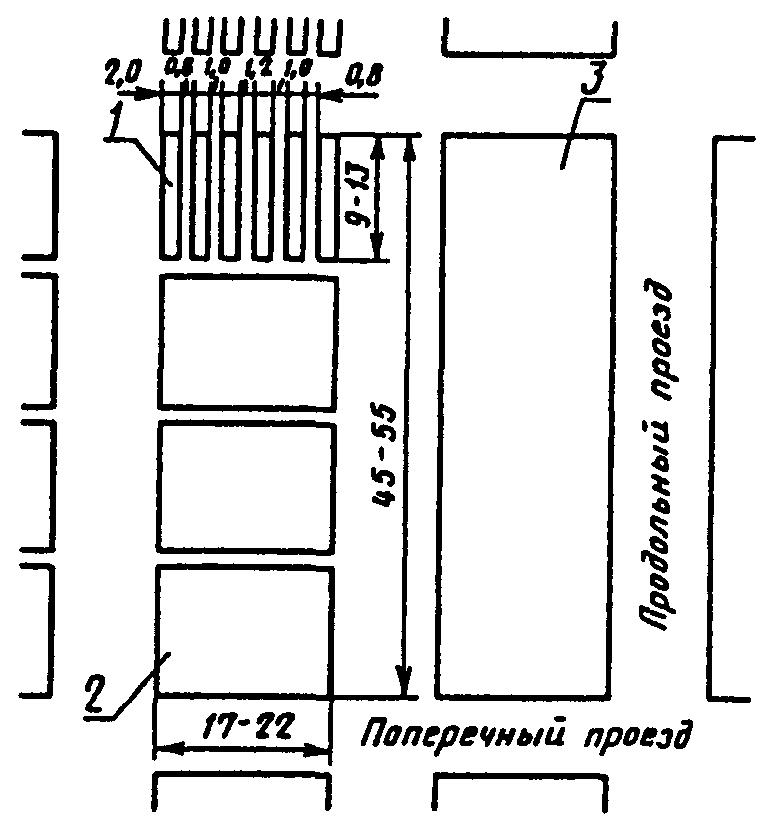 2,0 0,8 1,0 1,2 1,0 0,8
1
3
9-13
45-55
Продольный проезд
2
17-22
Поперечный проезд